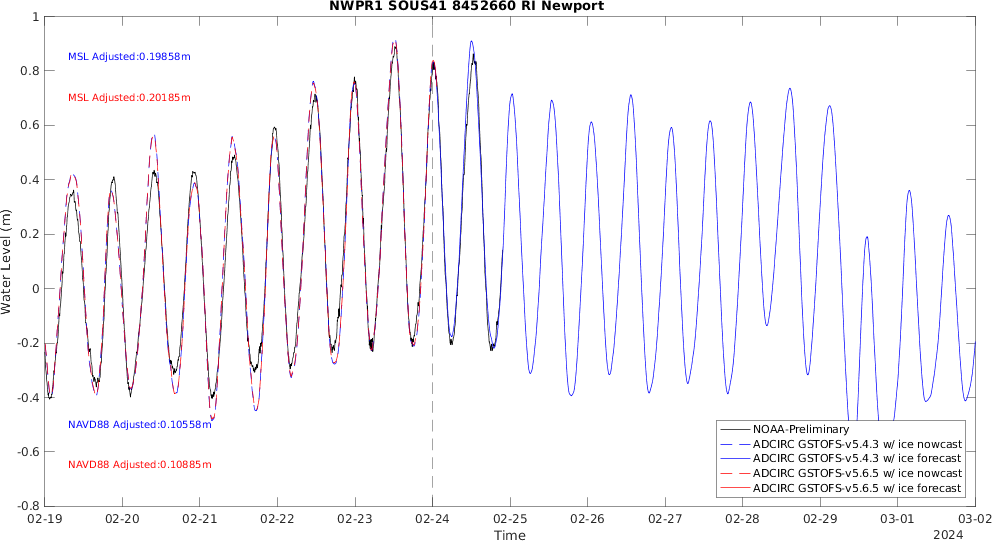 NWPR1 SOUS41 8452660 RI Newport
1
0.8
0.6
0.4
0.2
0
-0.2
-0.4
-0.6
-0.8
Water Level (m)
MSL Adjusted:0.19858m
MSL Adjusted:0.20185m
NAVD88 Adjusted:0.10558m
NAVD88 Adjusted:0.10885m
NOAA-Preliminary
ADCIRC GSTOFS-v5.4.3 w/ ice nowcast
ADCIRC GSTOFS-v5.4.3 w/ ice forecast
ADCIRC GSTOFS-v5.6.5 w/ ice nowcast
ADCIRC GSTOFS-v5.6.5 w/ ice forecast
02-19 02-20 02-21 02-22 02-23 02-24 02-25 02-26 02-27 02-28 02-29 03-01 03-02
Time
2024